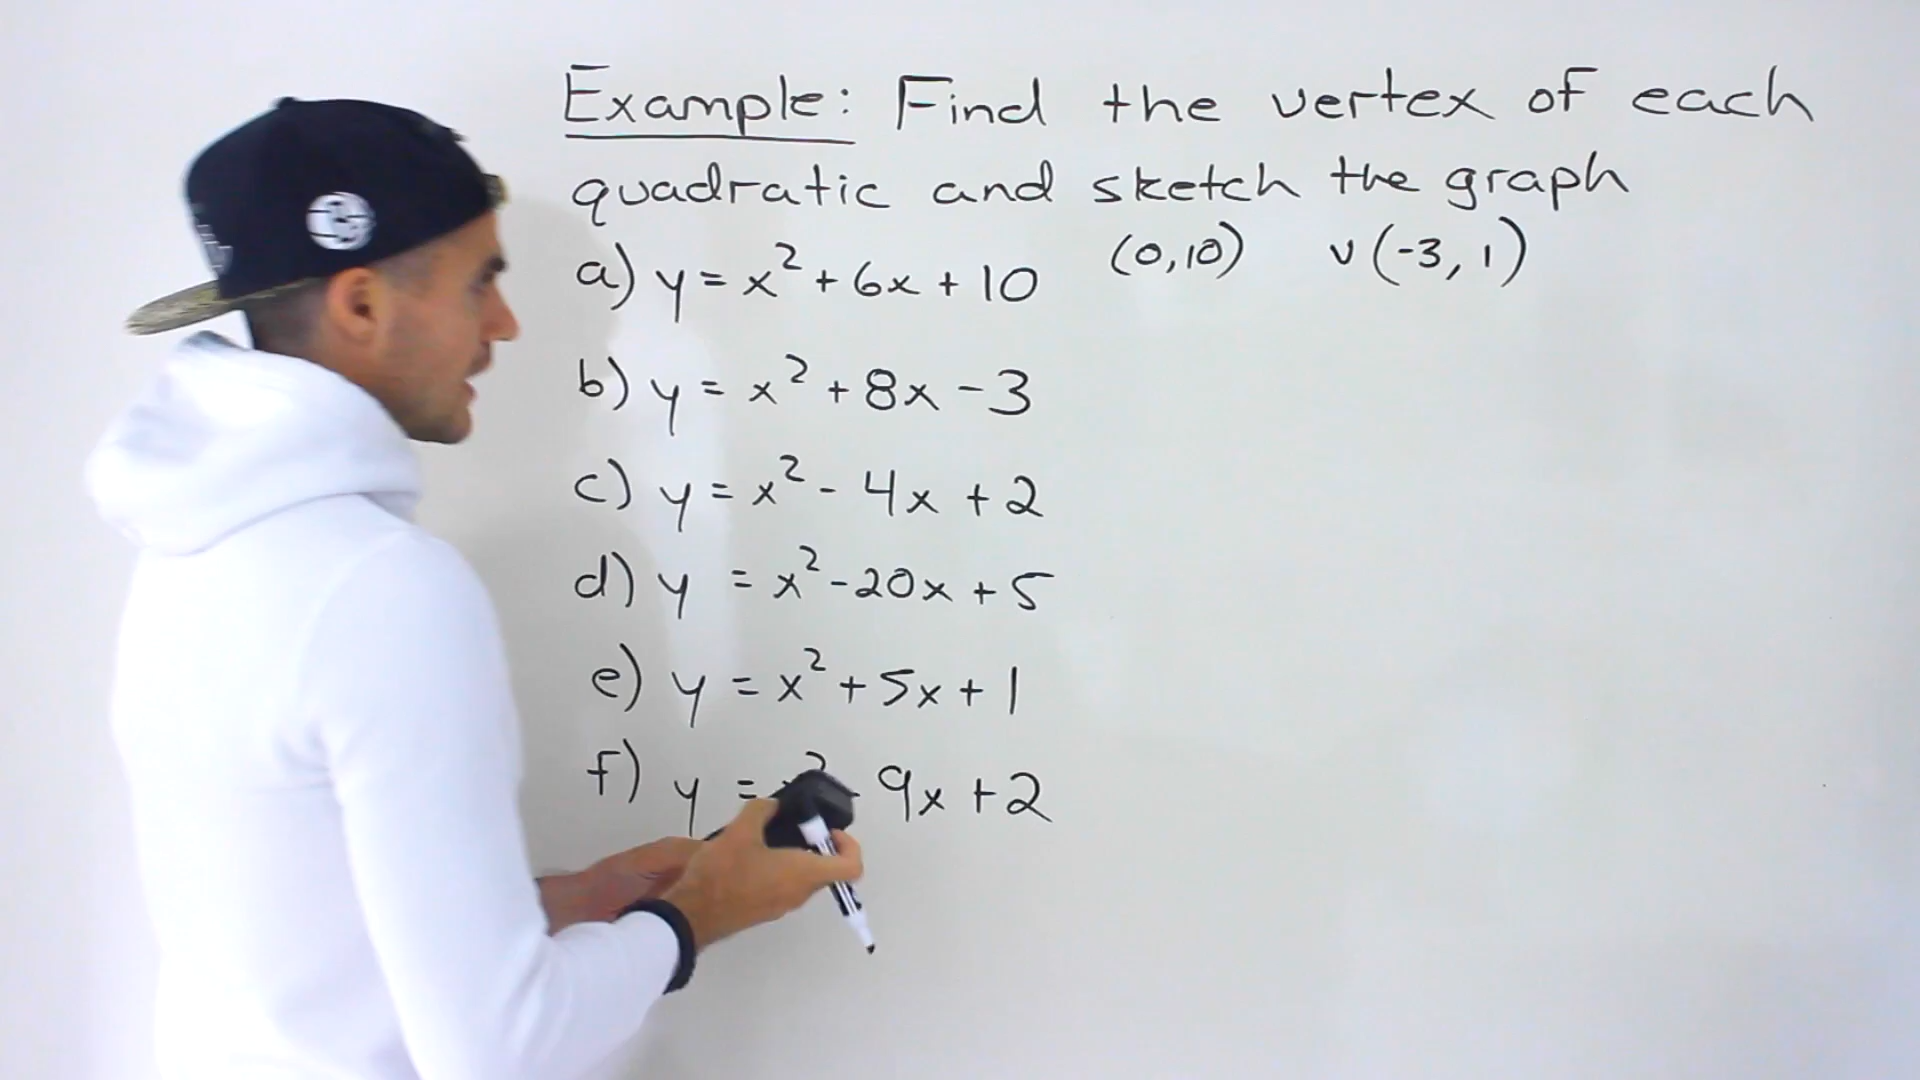 Example: Find the vertex of each
quadratic and sketch the graph
a) y = x² + 6x + 10 (0,10) v(-3, 1)
b) y = x² + 8x - 3
c) y = x² - 4x + 2
d) y = x² - 20x + 5
e) y = x² + 5x + 1
f) y = x² - 9x + 2